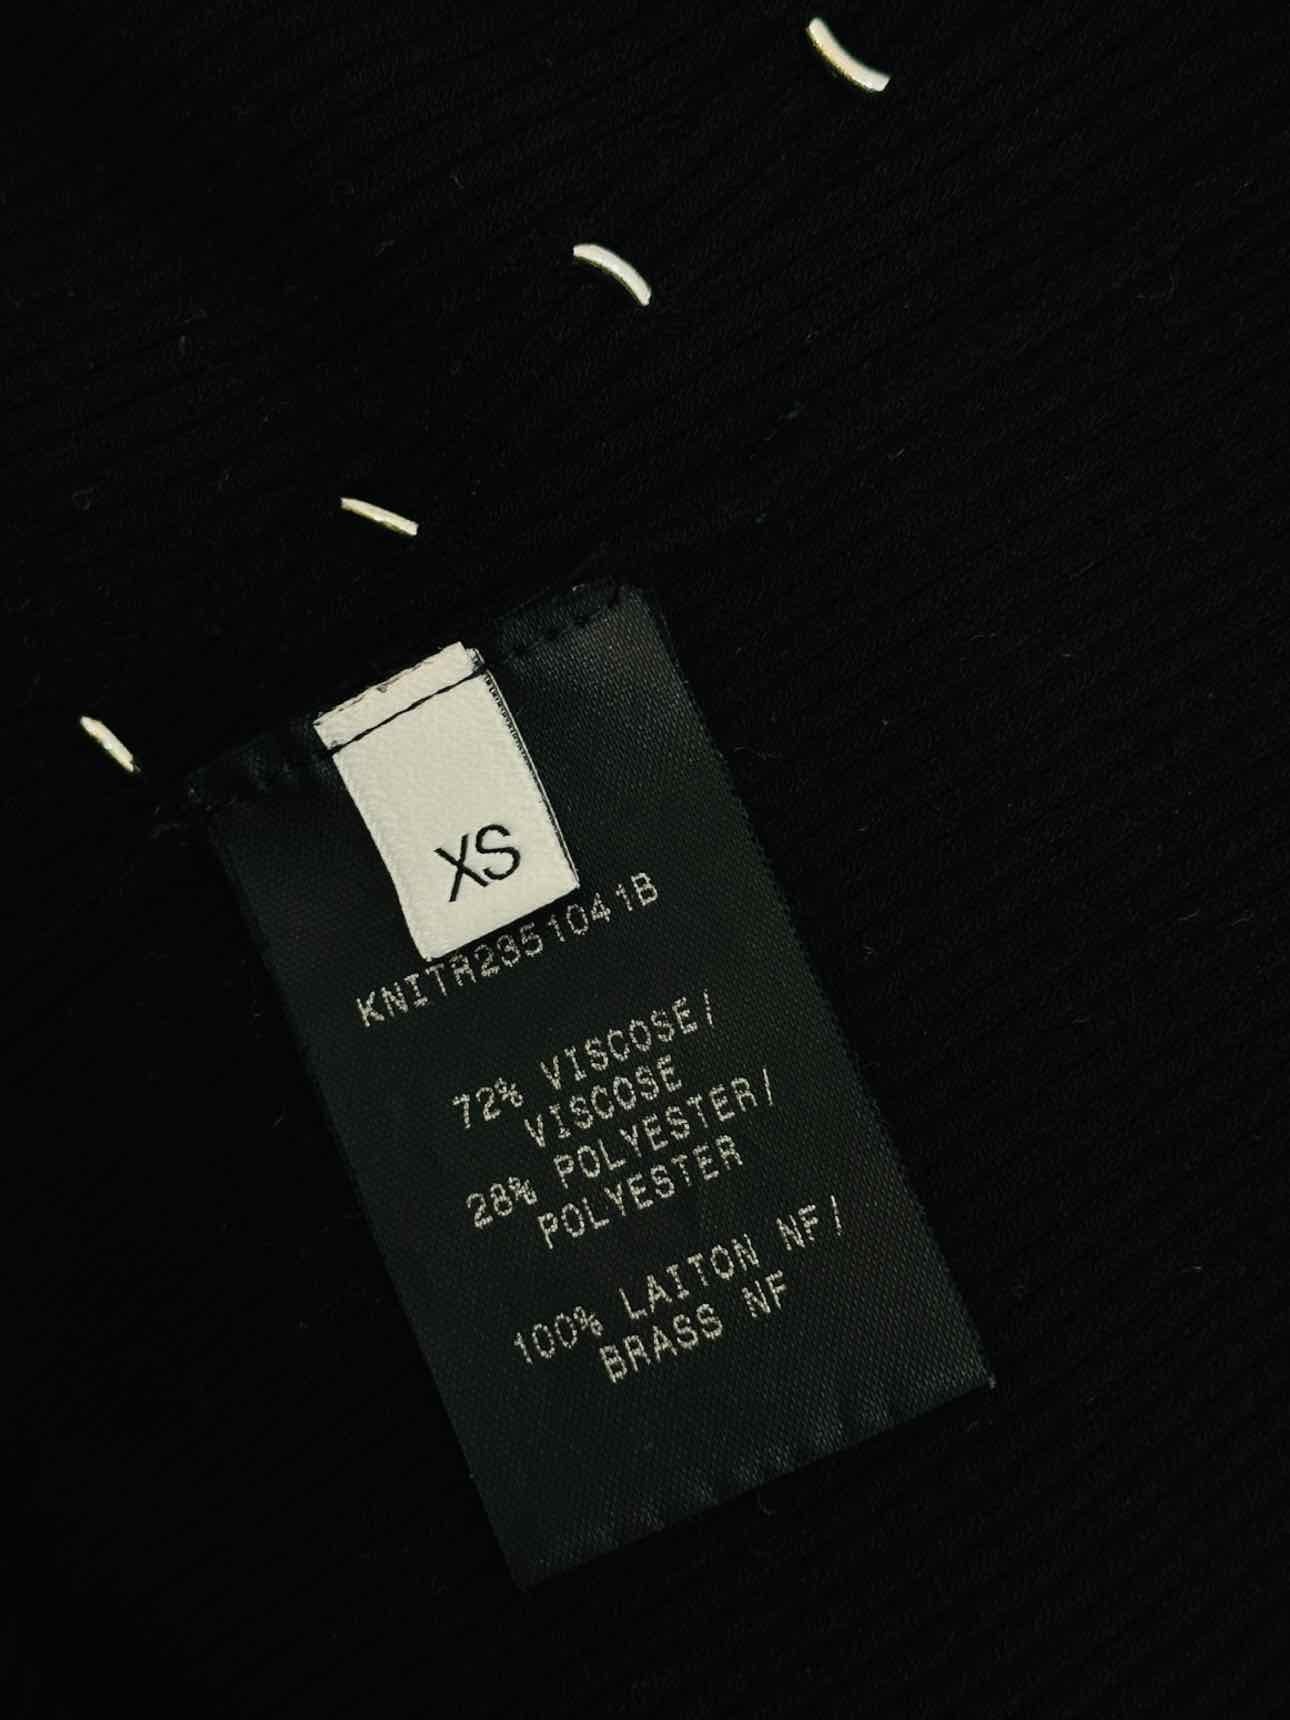 XS
KNITR2351041B
72% VISCOSE/
VISCOSE
28% POLYESTER/
POLYESTER
100% LAITON NF/
BRASS NF